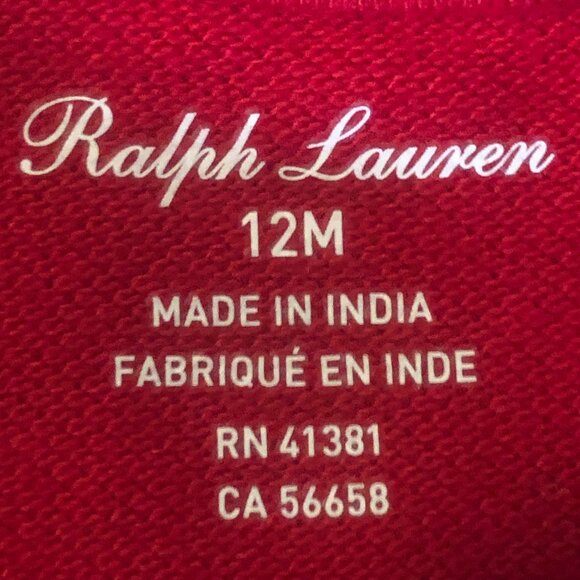 Ralph Lauren
12M
MADE IN INDIA
FABRIQUÉ EN INDE
RN 41381
CA 56658